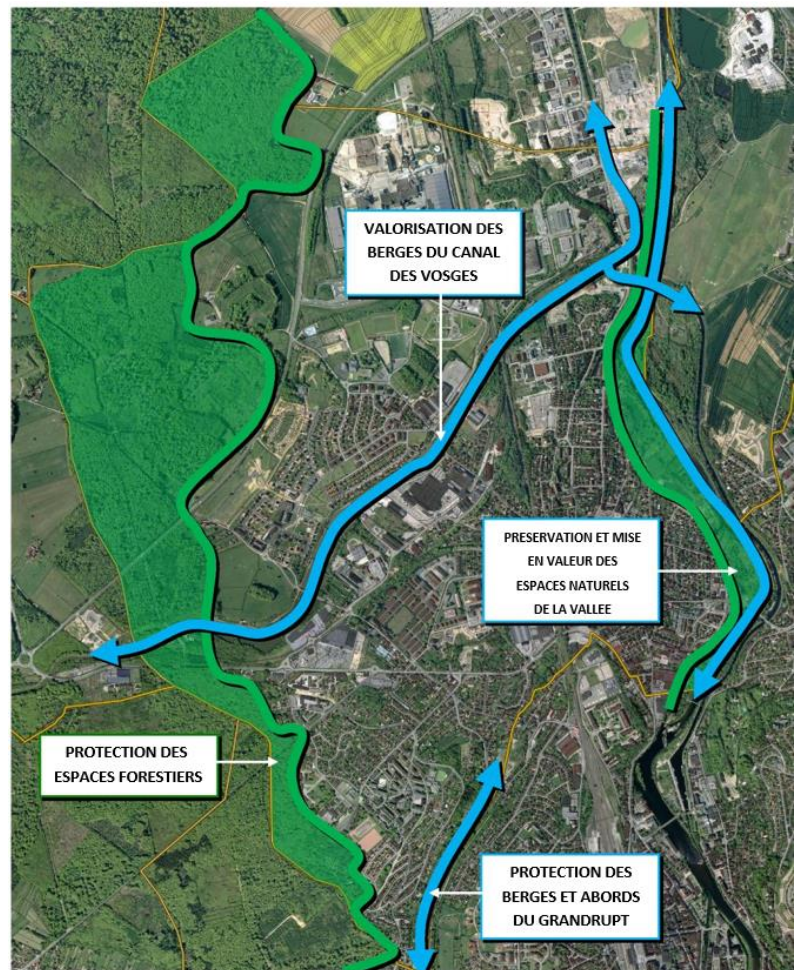 VALORISATION DES
BERGES DU CANAL
DES VOSGES
PRESERVATION ET MISE
EN VALEUR DES
ESPACES NATURELS
DE LA VALLEE
PROTECTION DES
ESPACES FORESTIERS
PROTECTION DES
BERGES ET ABORDS
DU GRANDRUPT